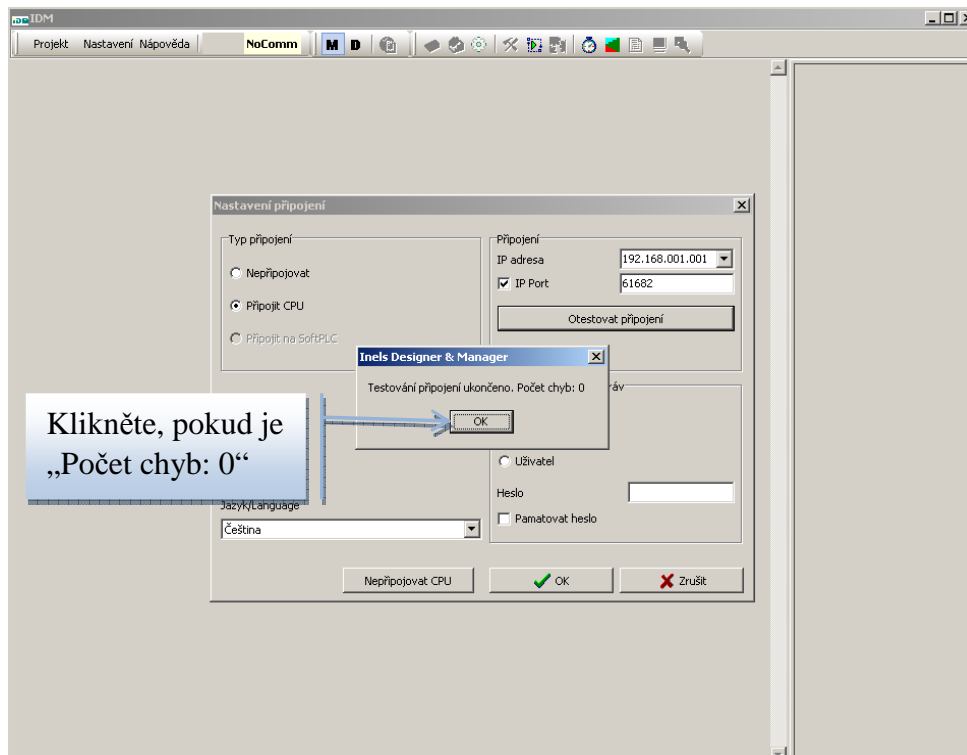 IDM
Projekt Nastavení Nápověda NoComm M D
Nastavení připojení
Typ připojení
Nepřipojovat
Připojit CPU
Připojit na SoftPLC
Připojení
IP adresa 192.168.001.001
IP Port 61682
Otestovat připojení
Inels Designer & Manager
Testování připojení ukončeno. Počet chyb: 0
OK
Klikněte, pokud je
„Počet chyb: 0“
Uživatel
Heslo
Pamatovat heslo
Jazyk/Language
Čeština
Nepřipojovat CPU OK Zrušit